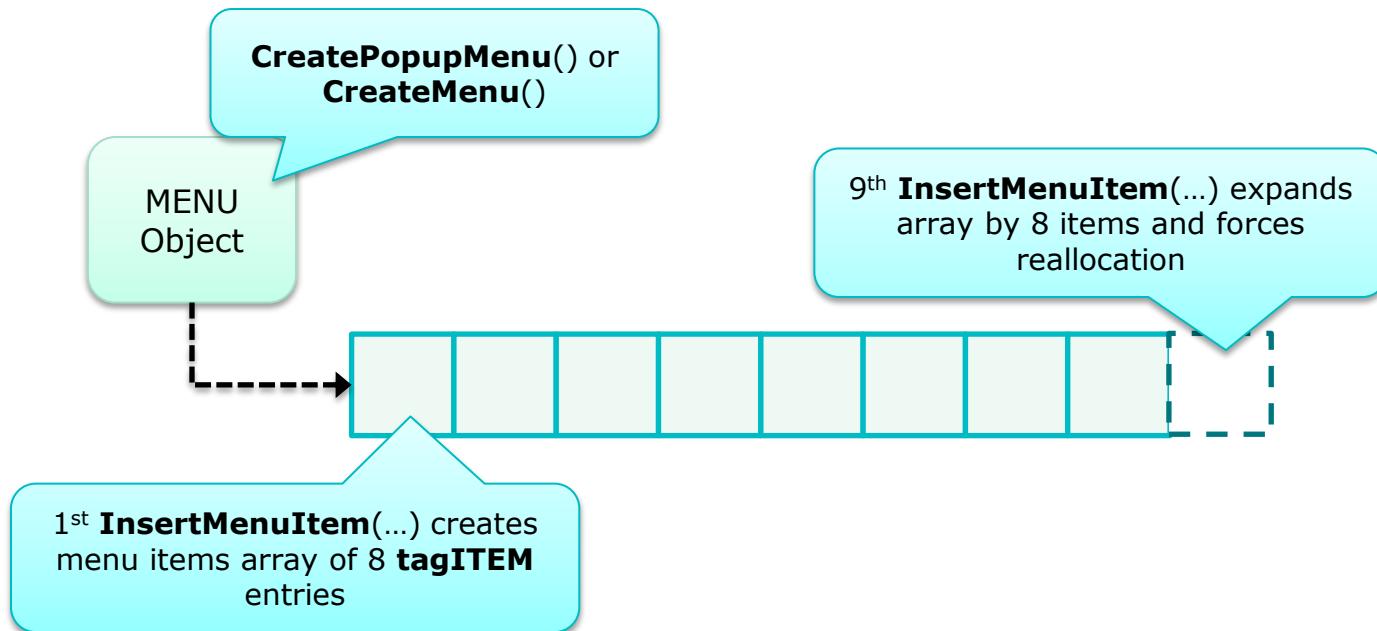 CreatePopupMenu() or
CreateMenu()
MENU
Object
9th InsertMenuItem(…) expands
array by 8 items and forces
reallocation
1st InsertMenuItem(…) creates
menu items array of 8 tagITEM
entries